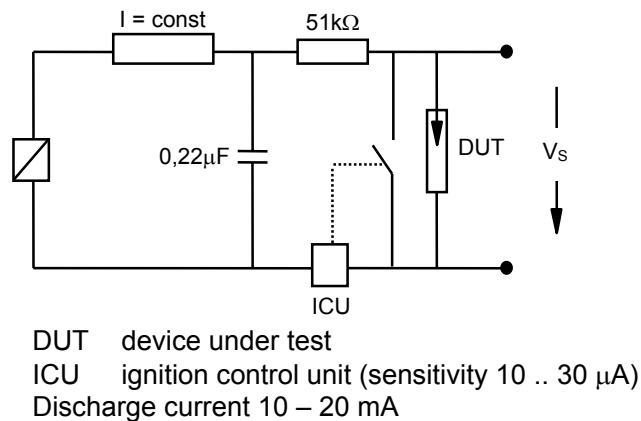 I = const
51kΩ
0,22μF
DUT
Vs
ICU
DUT device under test
ICU ignition control unit (sensitivity 10 .. 30 μA)
Discharge current 10 – 20 mA